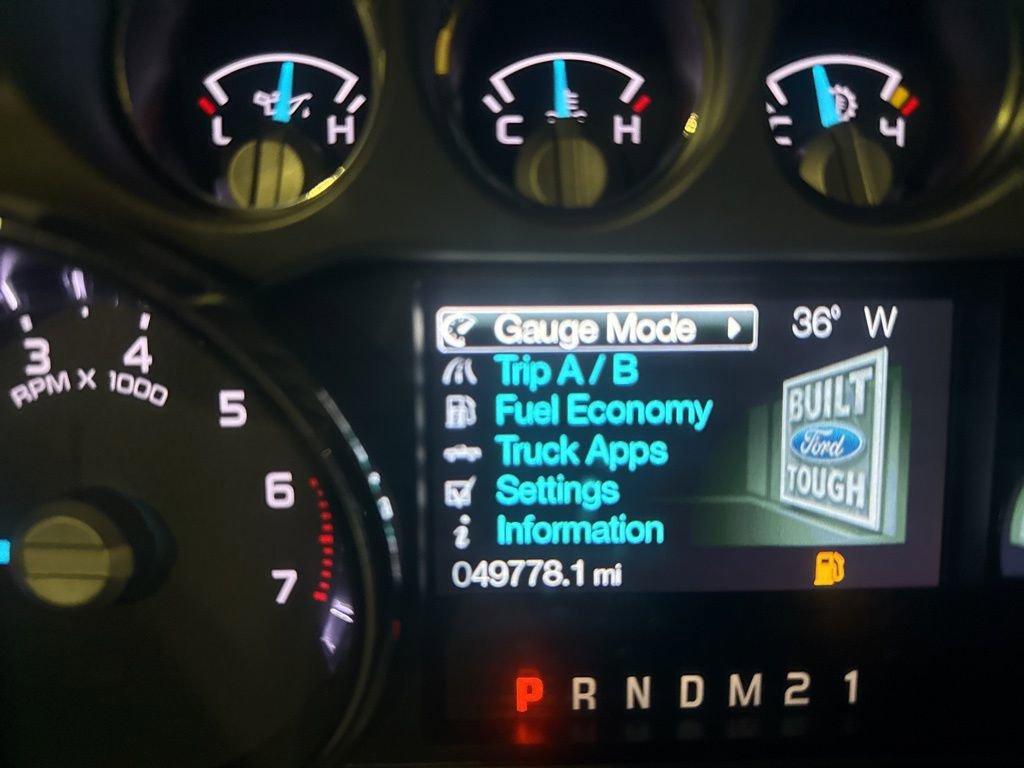 L H
C H
C H
3 4 5 6 7
RPM X 1000
Gauge Mode
36° W
Trip A / B
Fuel Economy
Truck Apps
Settings
Information
BUILT
Ford
TOUGH
049778.1 mi
P R N D M 2 1